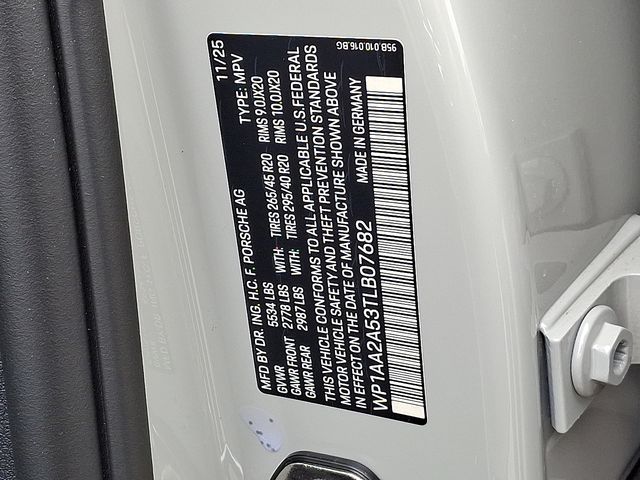 MFD BY DR. ING. H.C. F. PORSCHE AG 11/25
GVWR 5534 LBS TYPE: MPV
GAWR FRONT 2778 LBS WITH: TIRES 265/45 R20 RIMS 9.0JX20
GAWR REAR 2987 LBS WITH: TIRES 295/40 R20 RIMS 10.0JX20
THIS VEHICLE CONFORMS TO ALL APPLICABLE U.S.FEDERAL
MOTOR VEHICLE SAFETY AND THEFT PREVENTION STANDARDS
IN EFFECT ON THE DATE OF MANUFACTURE SHOWN ABOVE
WP1AA2A53TLB07682 MADE IN GERMANY
95B.010.016.BG